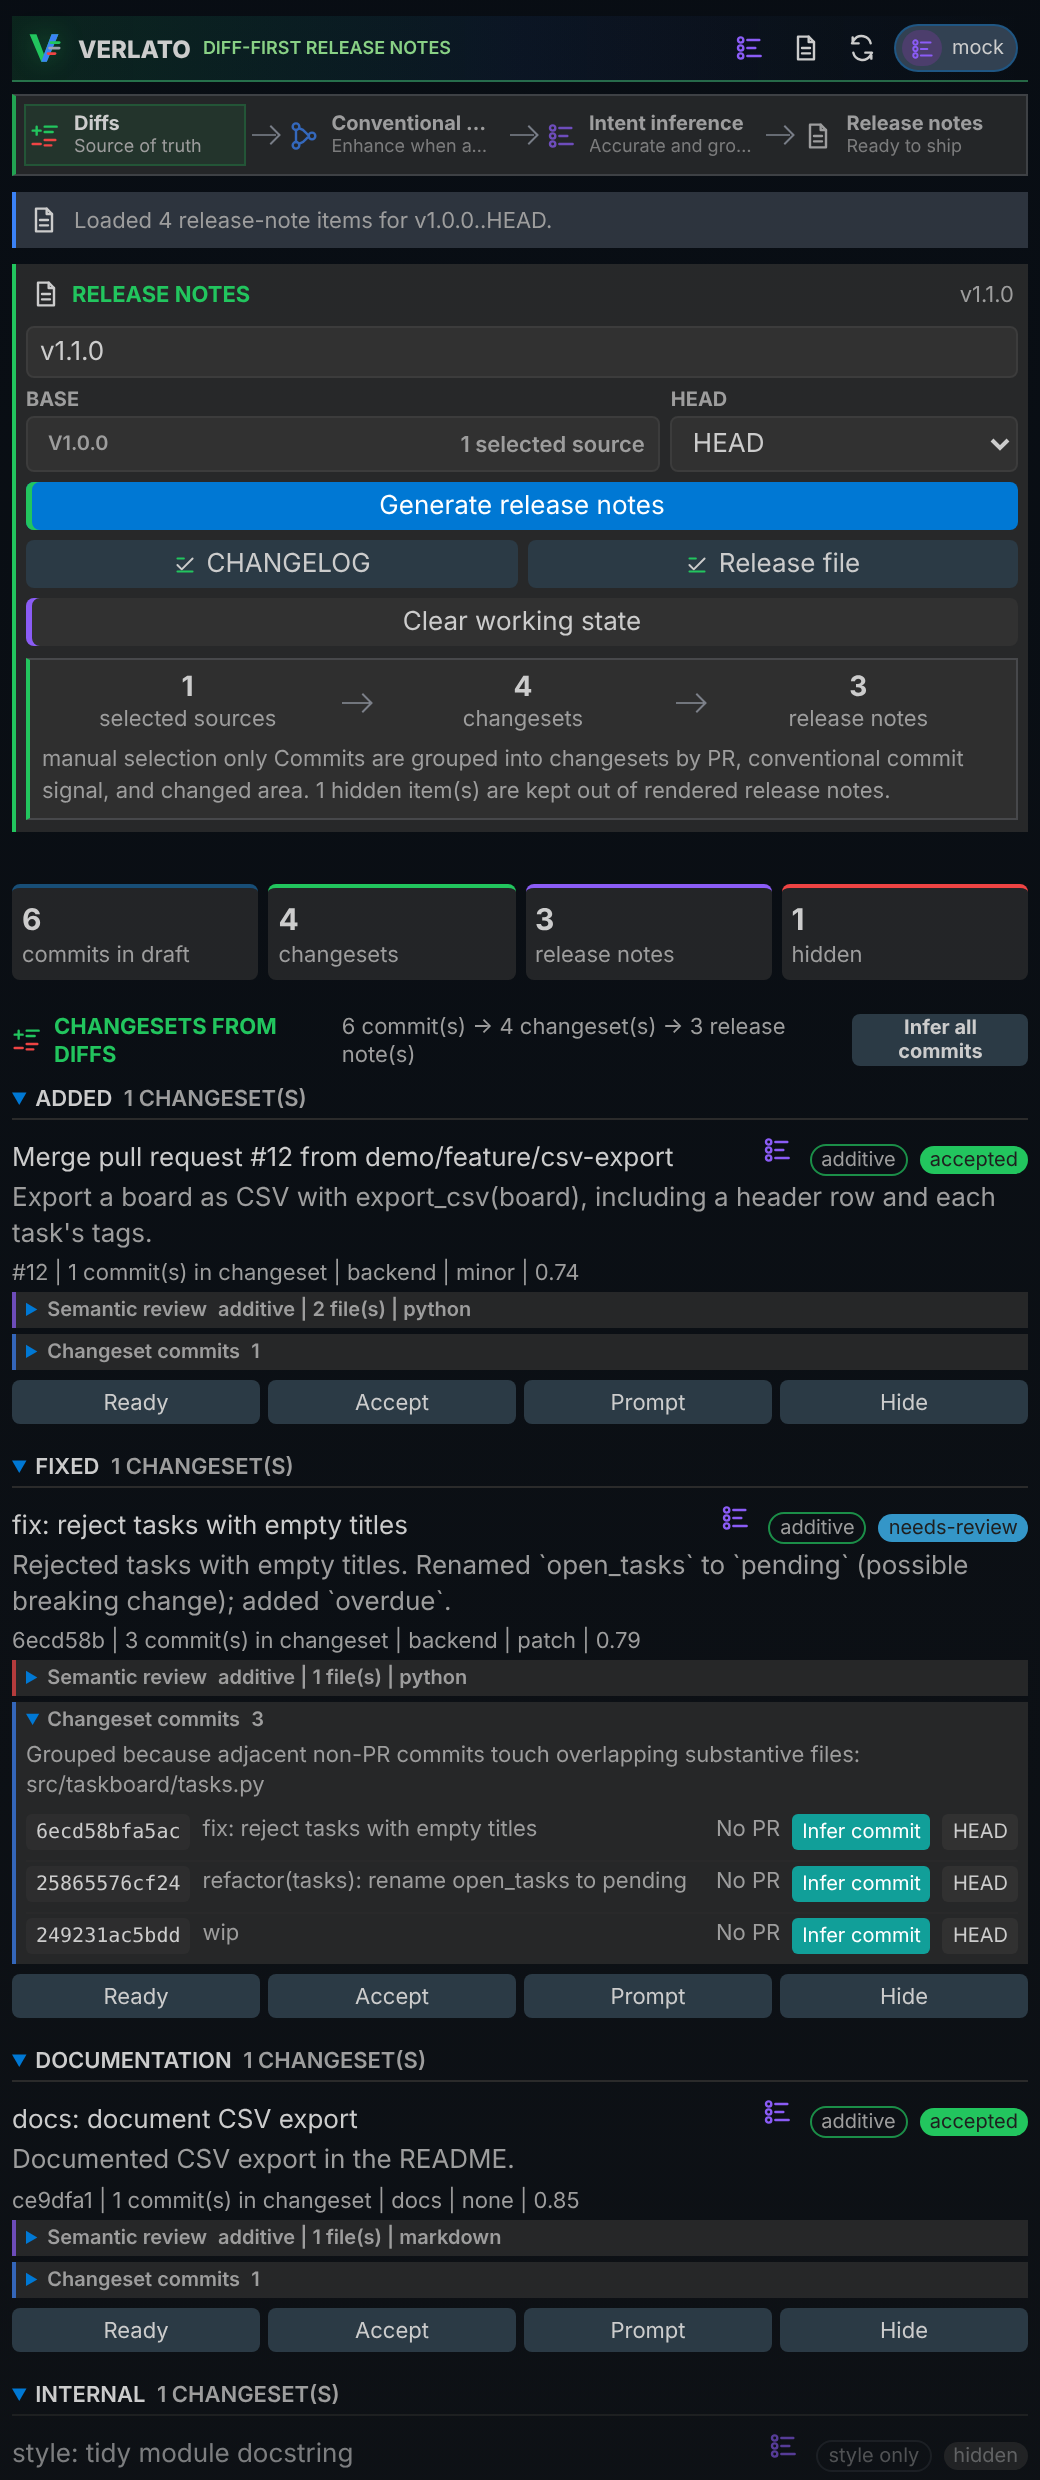 VERLATO DIFF-FIRST RELEASE NOTES mock
Diffs
Source of truth
Conventional ...
Enhance when a...
Intent inference
Accurate and gro...
Release notes
Ready to ship
Loaded 4 release-note items for v1.0.0..HEAD.
RELEASE NOTES v1.1.0
v1.1.0
BASE HEAD
V1.0.0 1 selected source HEAD
Generate release notes
CHANGELOG Release file
Clear working state
1 4 3
selected sources changesets release notes
manual selection only Commits are grouped into changesets by PR, conventional commit
signal, and changed area. 1 hidden item(s) are kept out of rendered release notes.
6 4 3 1
commits in draft changesets release notes hidden
CHANGESETS FROM
DIFFS
6 commit(s) → 4 changeset(s) → 3 release
note(s)
Infer all
commits
ADDED 1 CHANGESET(S)
Merge pull request #12 from demo/feature/csv-export additive accepted
Export a board as CSV with export_csv(board), including a header row and each
task's tags.
#12 | 1 commit(s) in changeset | backend | minor | 0.74
Semantic review additive | 2 file(s) | python
Changeset commits 1
Ready Accept Prompt Hide
FIXED 1 CHANGESET(S)
fix: reject tasks with empty titles additive needs-review
Rejected tasks with empty titles. Renamed `open_tasks` to `pending` (possible
breaking change); added `overdue`.
6ecd58b | 3 commit(s) in changeset | backend | patch | 0.79
Semantic review additive | 1 file(s) | python
Changeset commits 3
Grouped because adjacent non-PR commits touch overlapping substantive files:
src/taskboard/tasks.py
6ecd58bfa5ac fix: reject tasks with empty titles No PR Infer commit HEAD
25865576cf24 refactor(tasks): rename open_tasks to pending No PR Infer commit HEAD
249231ac5bdd wip No PR Infer commit HEAD
Ready Accept Prompt Hide
DOCUMENTATION 1 CHANGESET(S)
docs: document CSV export additive accepted
Documented CSV export in the README.
ce9dfa1 | 1 commit(s) in changeset | docs | none | 0.85
Semantic review additive | 1 file(s) | markdown
Changeset commits 1
Ready Accept Prompt Hide
INTERNAL 1 CHANGESET(S)
style: tidy module docstring style only hidden